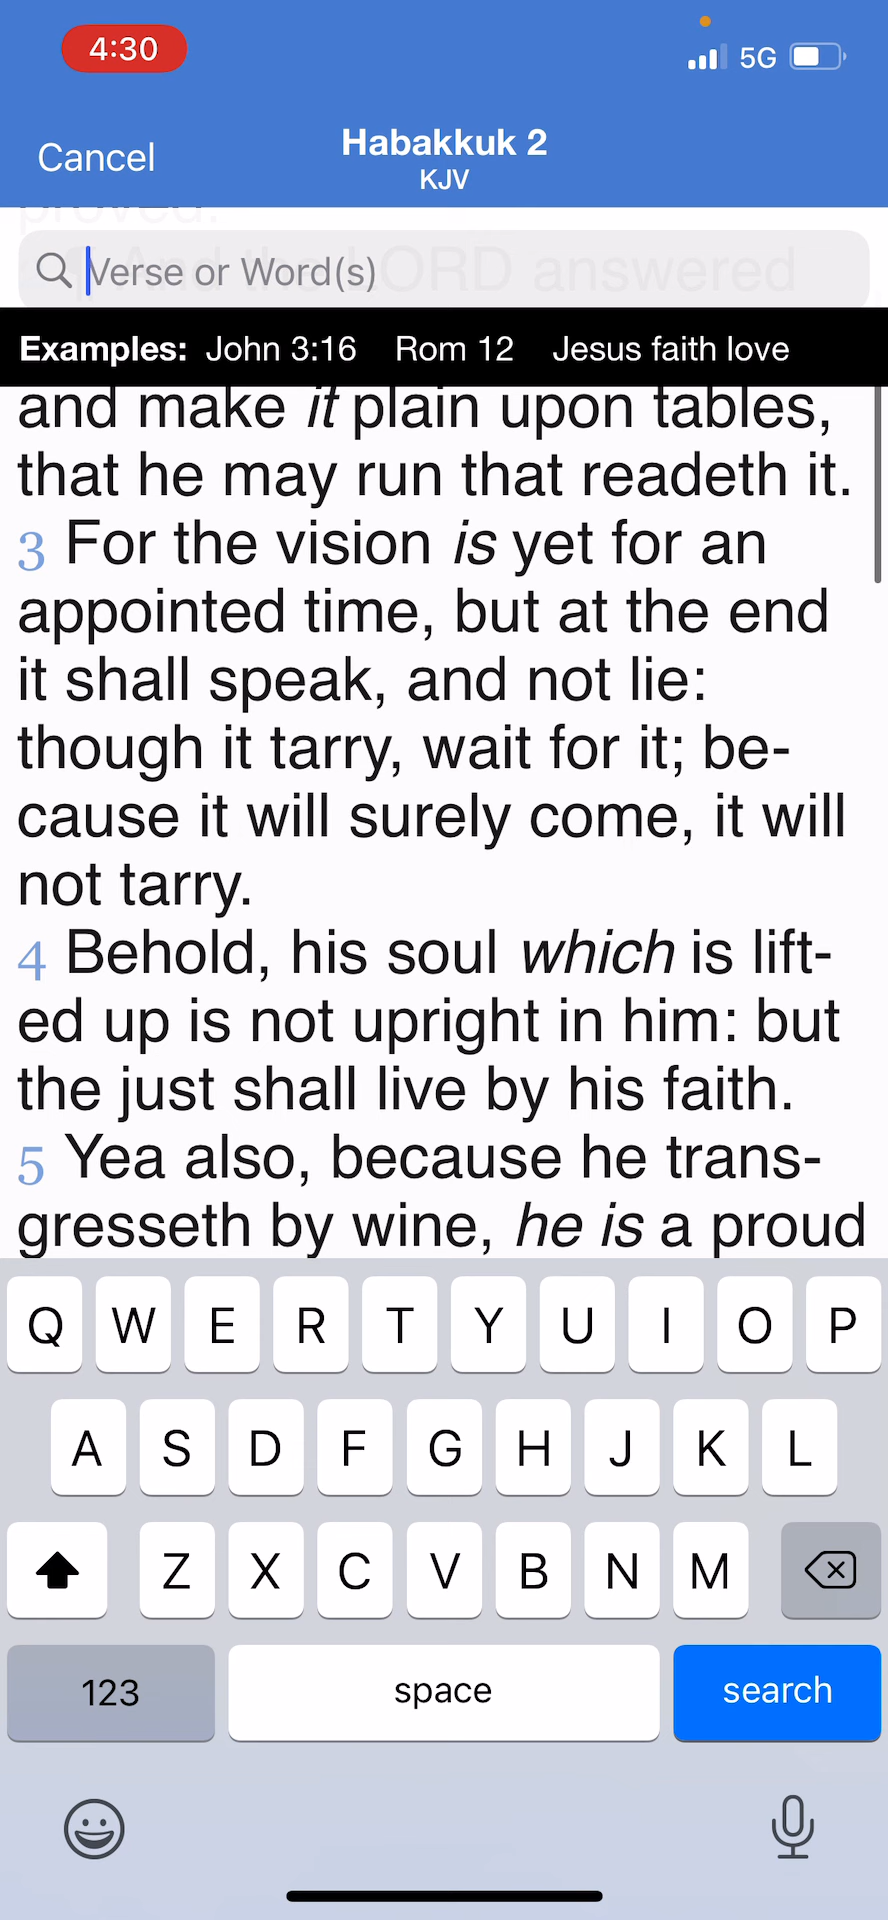 4:30
5G
Cancel
Habakkuk 2
KJV
proved.
And the LORD answered
Verse or Word(s)
Examples: John 3:16 Rom 12 Jesus faith love
and make it plain upon tables,
that he may run that readeth it.
3 For the vision is yet for an
appointed time, but at the end
it shall speak, and not lie:
though it tarry, wait for it; be-
cause it will surely come, it will
not tarry.
4 Behold, his soul which is lift-
ed up is not upright in him: but
the just shall live by his faith.
5 Yea also, because he trans-
gresseth by wine, he is a proud
Q W E R T Y U I O P
A S D F G H J K L
Z X C V B N M
123 space search